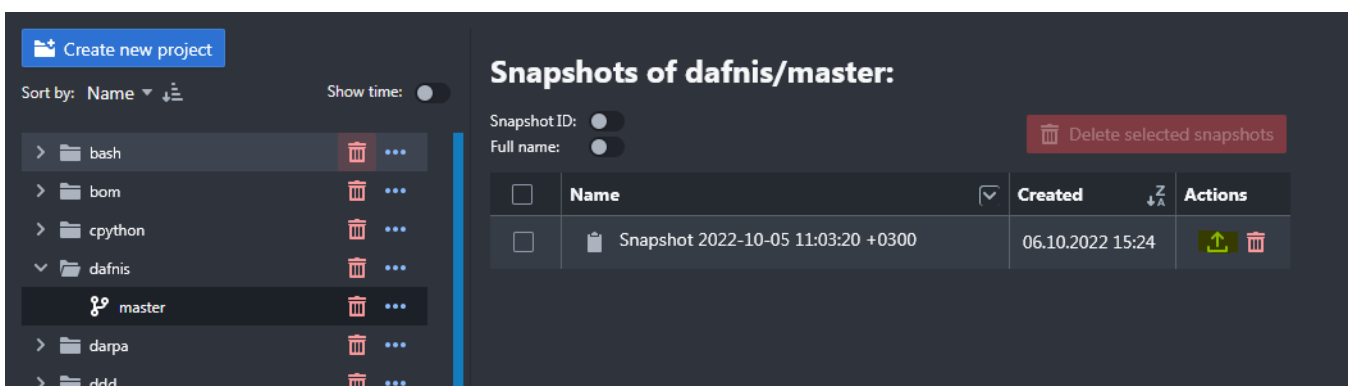 Create new project
Sort by: Name
Show time:
bash
bom
cpython
dafnis
master
darpa
ddd
Snapshots of dafnis/master:
Snapshot ID:
Full name:
Delete selected snapshots
Name Created Actions
Snapshot 2022-10-05 11:03:20 +0300 06.10.2022 15:24